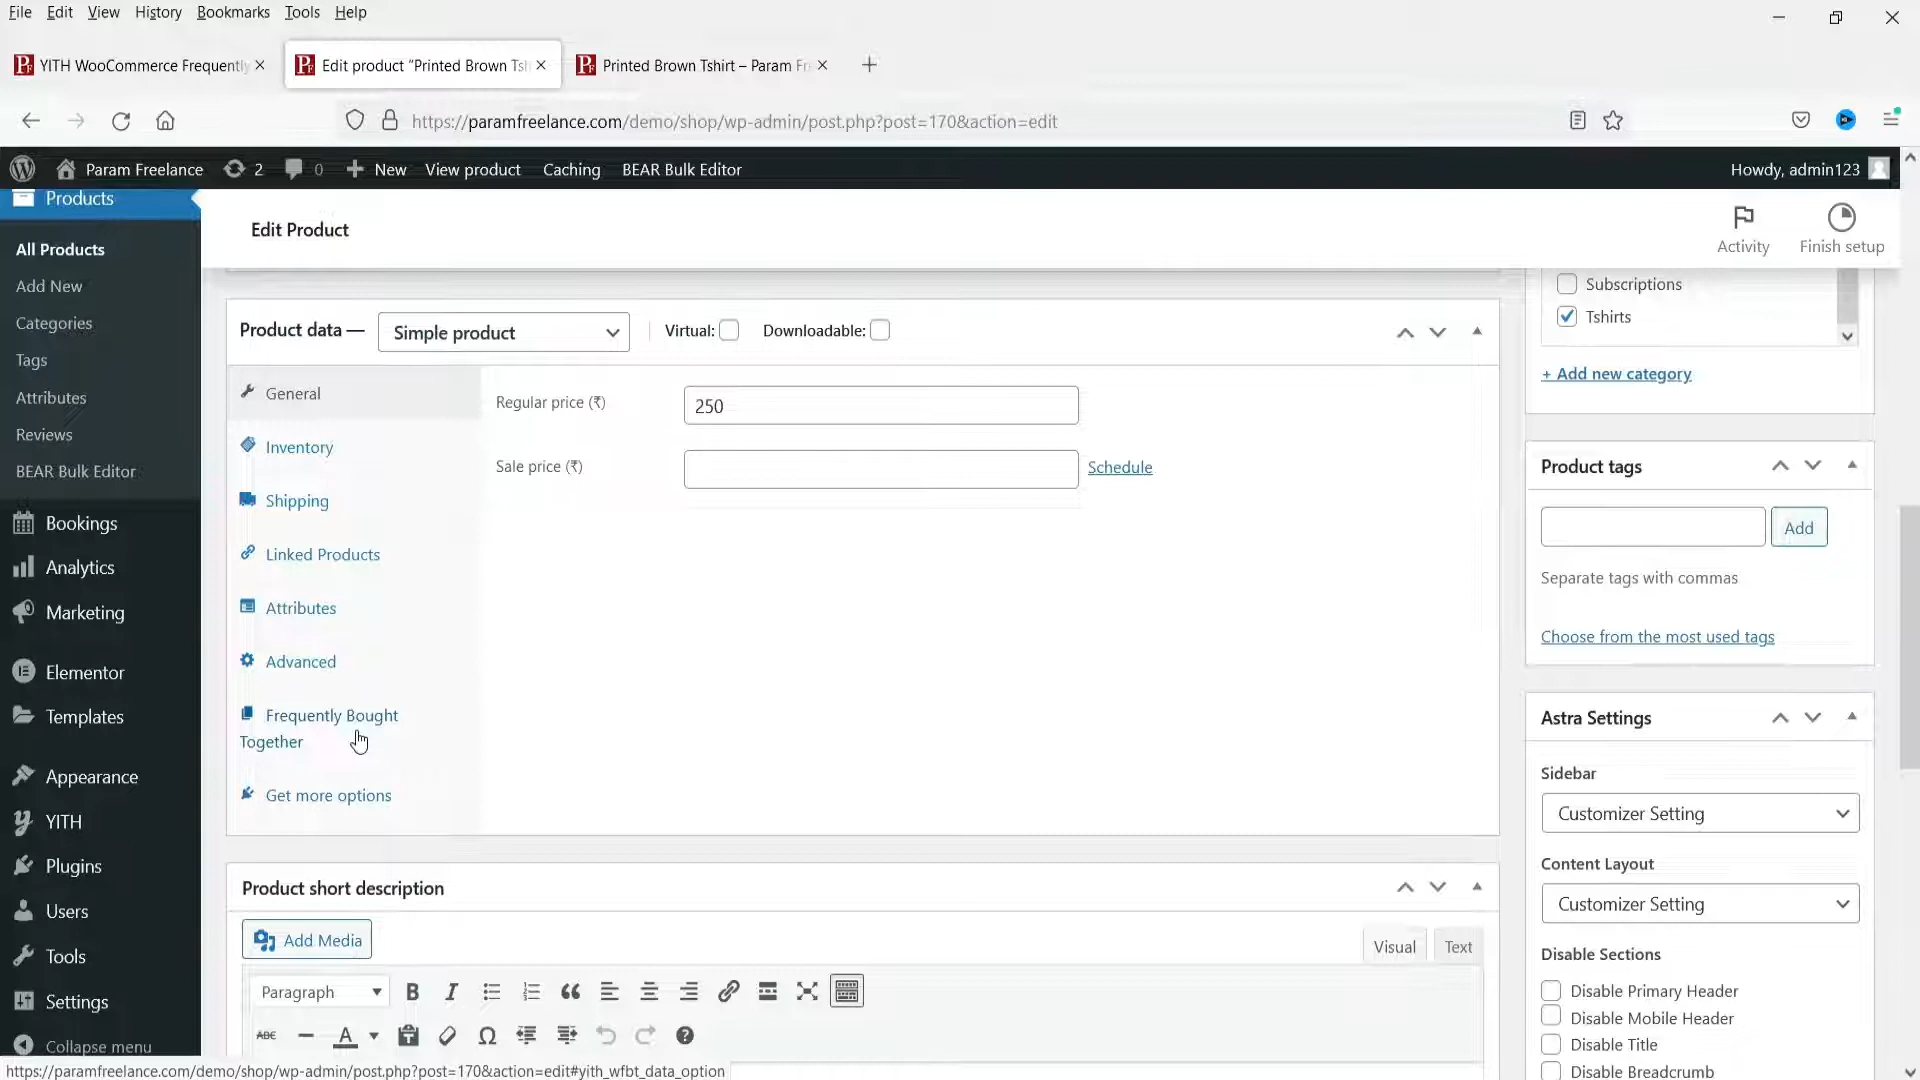 File Edit View History Bookmarks Tools Help
YITH WooCommerce Frequently
Edit product “Printed Brown Tsh
Printed Brown Tshirt – Param Fr
https://paramfreelance.com/demo/shop/wp-admin/post.php?post=170&action=edit
Param Freelance 2 0 New View product Caching BEAR Bulk Editor Howdy, admin123
Products
All Products
Add New
Categories
Tags
Attributes
Reviews
BEAR Bulk Editor
Bookings
Analytics
Marketing
Elementor
Templates
Appearance
YITH
Plugins
Users
Tools
Settings
Collapse menu
Edit Product
Activity
Finish setup
Product data — Simple product Virtual: Downloadable:
General
Inventory
Shipping
Linked Products
Attributes
Advanced
Frequently Bought
Together
Get more options
Regular price (₹) 250
Sale price (₹) Schedule
Product short description
Add Media
Visual Text
Paragraph
B I
ABC A
Subscriptions
Tshirts
+ Add new category
Product tags
Add
Separate tags with commas
Choose from the most used tags
Astra Settings
Sidebar
Customizer Setting
Content Layout
Customizer Setting
Disable Sections
Disable Primary Header
Disable Mobile Header
Disable Title
Disable Breadcrumb
https://paramfreelance.com/demo/shop/wp-admin/post.php?post=170&action=edit#yith_wfbt_data_option